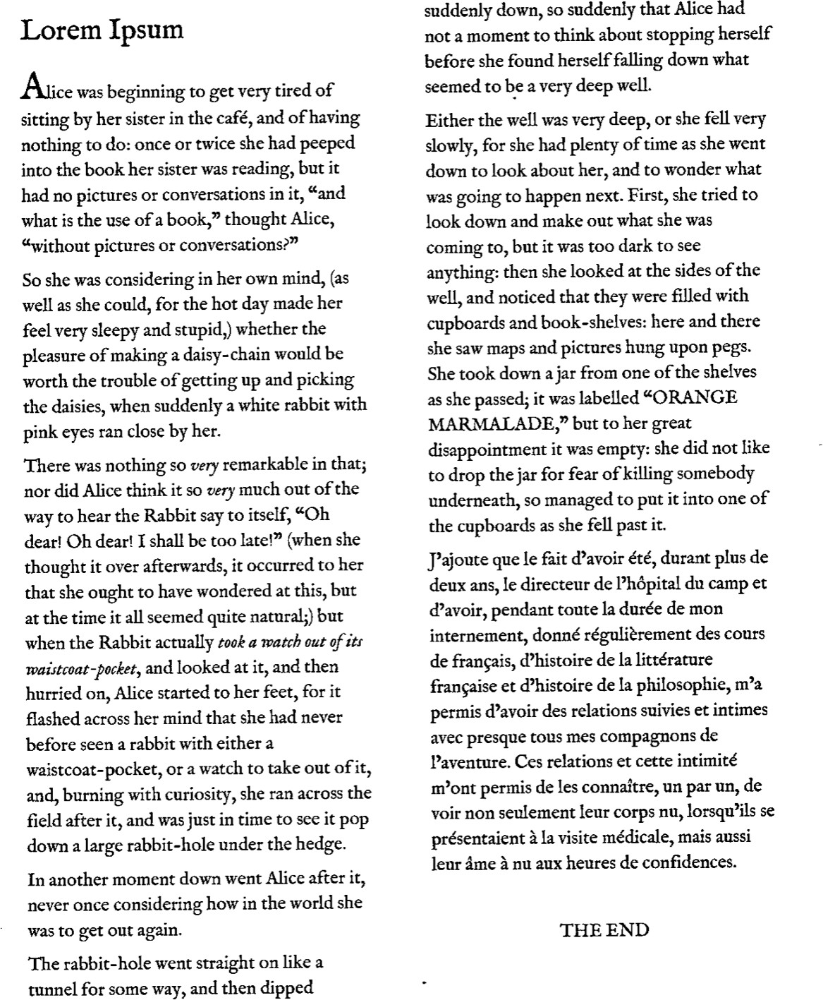 Lorem Ipsum
Alice was beginning to get very tired of
sitting by her sister in the café, and of having
nothing to do: once or twice she had peeped
into the book her sister was reading, but it
had no pictures or conversations in it, “and
what is the use of a book,” thought Alice,
“without pictures or conversations?”
So she was considering in her own mind, (as
well as she could, for the hot day made her
feel very sleepy and stupid,) whether the
pleasure of making a daisy-chain would be
worth the trouble of getting up and picking
the daisies, when suddenly a white rabbit with
pink eyes ran close by her.
There was nothing so very remarkable in that;
nor did Alice think it so very much out of the
way to hear the Rabbit say to itself, “Oh
dear! Oh dear! I shall be too late!” (when she
thought it over afterwards, it occurred to her
that she ought to have wondered at this, but
at the time it all seemed quite natural;) but
when the Rabbit actually took a watch out of its
waistcoat-pocket, and looked at it, and then
hurried on, Alice started to her feet, for it
flashed across her mind that she had never
before seen a rabbit with either a
waistcoat-pocket, or a watch to take out of it,
and, burning with curiosity, she ran across the
field after it, and was just in time to see it pop
down a large rabbit-hole under the hedge.
In another moment down went Alice after it,
never once considering how in the world she
was to get out again.
The rabbit-hole went straight on like a
tunnel for some way, and then dipped
suddenly down, so suddenly that Alice had
not a moment to think about stopping herself
before she found herself falling down what
seemed to be a very deep well.
Either the well was very deep, or she fell very
slowly, for she had plenty of time as she went
down to look about her, and to wonder what
was going to happen next. First, she tried to
look down and make out what she was
coming to, but it was too dark to see
anything: then she looked at the sides of the
well, and noticed that they were filled with
cupboards and book-shelves: here and there
she saw maps and pictures hung upon pegs.
She took down a jar from one of the shelves
as she passed; it was labelled “ORANGE
MARMALADE,” but to her great
disappointment it was empty: she did not like
to drop the jar for fear of killing somebody
underneath, so managed to put it into one of
the cupboards as she fell past it.
J’ajoute que le fait d’avoir été, durant plus de
deux ans, le directeur de l’hôpital du camp et
d’avoir, pendant toute la durée de mon
internement, donné régulièrement des cours
de français, d’histoire de la littérature
française et d’histoire de la philosophie, m’a
permis d’avoir des relations suivies et intimes
avec presque tous mes compagnons de
l’aventure. Ces relations et cette intimité
m’ont permis de les connaître, un par un, de
voir non seulement leur corps nu, lorsqu’ils se
présentaient à la visite médicale, mais aussi
leur âme à nu aux heures de confidences.
THE END